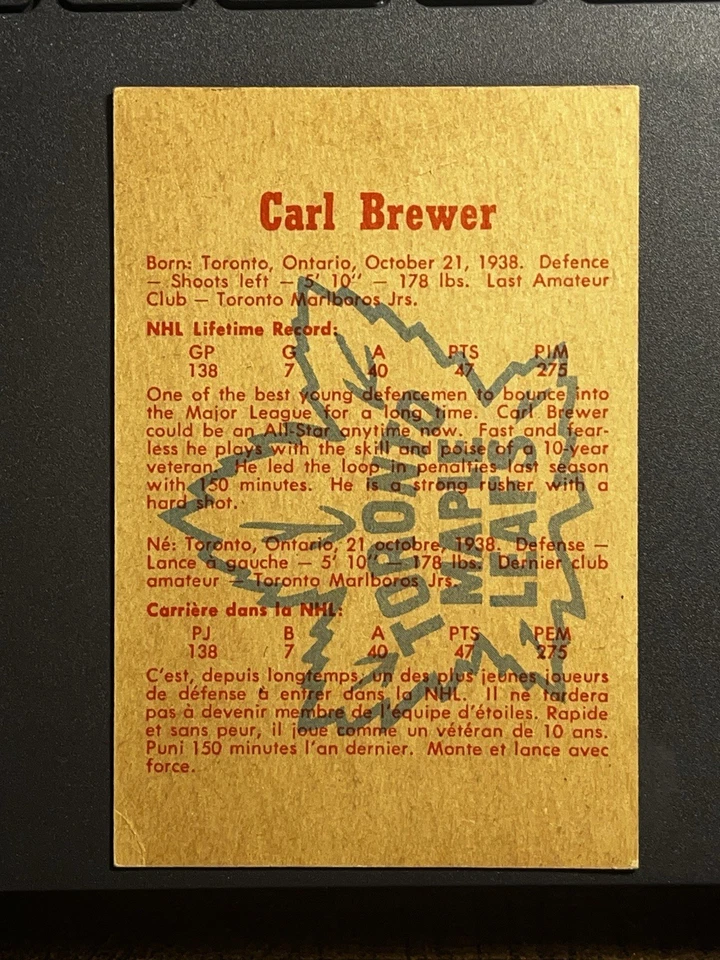 Carl Brewer
Born: Toronto, Ontario, October 21, 1938. Defence
— Shoots left — 5' 10'' — 178 lbs. Last Amateur
Club — Toronto Marlboros Jrs.
NHL Lifetime Record:
GP G A PTS PIM
138 7 40 47 275
One of the best young defencemen to bounce into
the Major League for a long time. Carl Brewer
could be an All-Star anytime now. Fast and fear-
less he plays with the skill and poise of a 10-year
veteran. He led the loop in penalties last season
with 150 minutes. He is a strong rusher with a
hard shot.
Né: Toronto, Ontario, 21 octobre, 1938. Defense —
Lance à gauche — 5' 10'' — 178 lbs. Dernier club
amateur — Toronto Marlboros Jrs.
Carrière dans la NHL:
PJ B A PTS PEM
138 7 40 47 275
C'est, depuis longtemps, un des plus jeunes joueurs
de défense à entrer dans la NHL. Il ne tardera
pas à devenir membre de l'équipe d'étoiles. Rapide
et sans peur, il joue comme un vétéran de 10 ans.
Puni 150 minutes l'an dernier. Monte et lance avec
force.
TORONTO
MAPLE
LEAFS